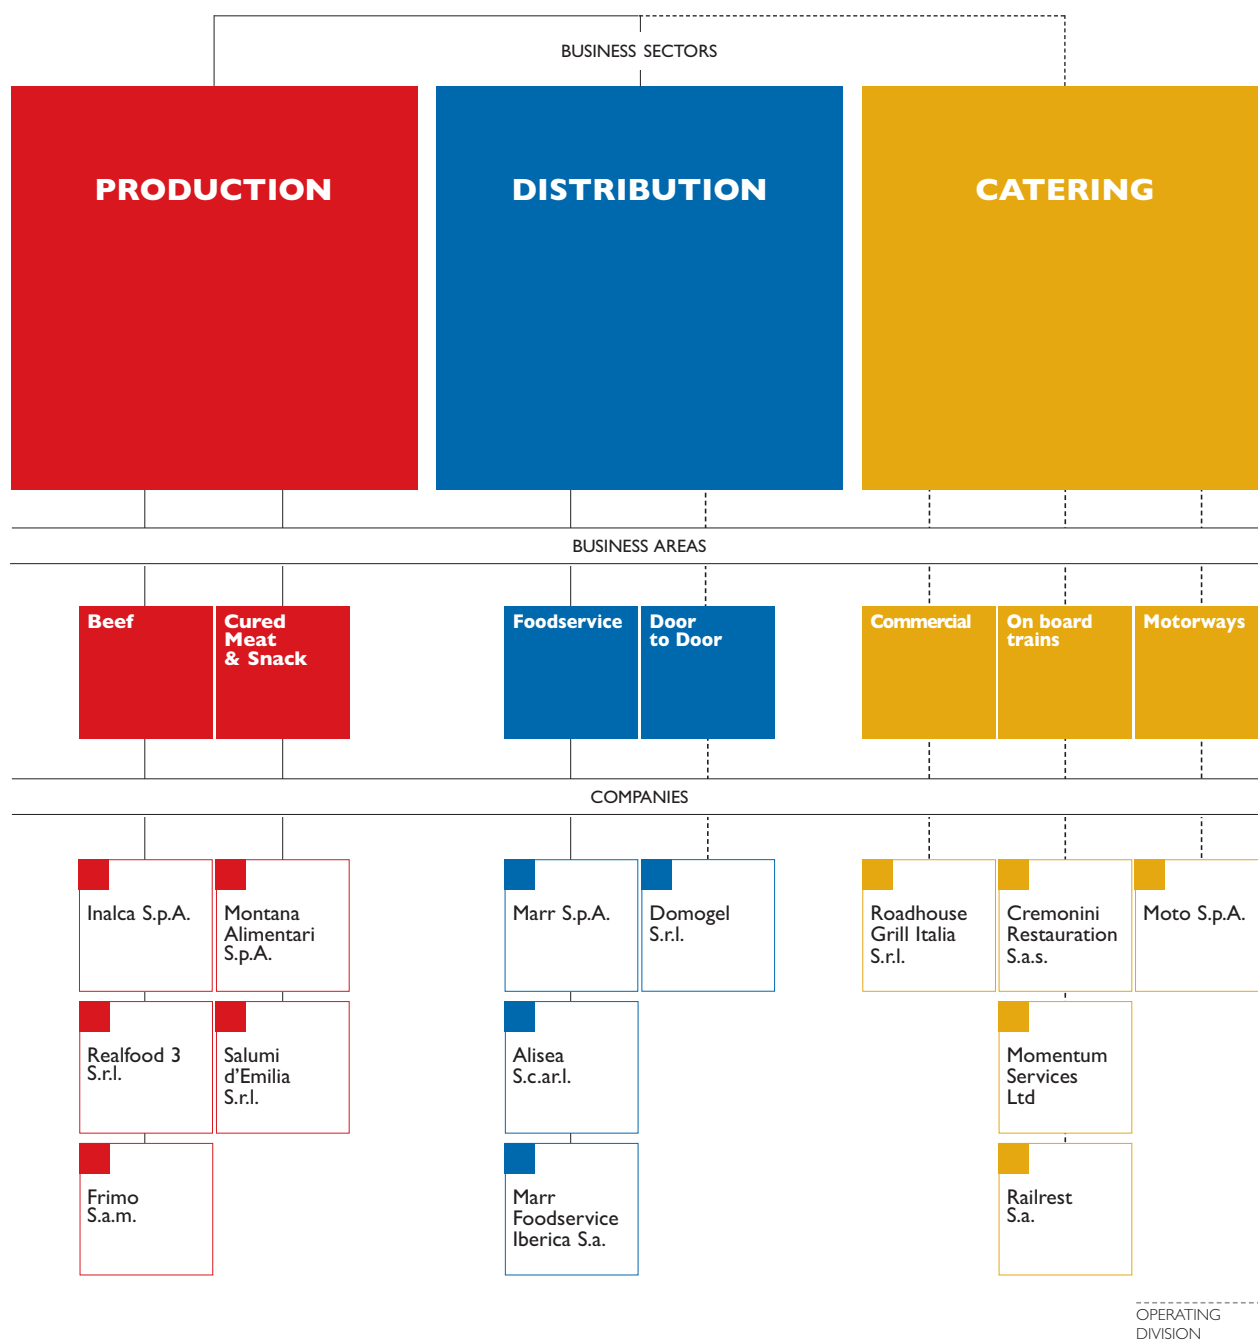 BUSINESS SECTORS
PRODUCTION
DISTRIBUTION
CATERING
BUSINESS AREAS
Beef
Cured
Meat
& Snack
Foodservice
Door
to Door
Commercial
On board
trains
Motorways
COMPANIES
Inalca S.p.A.
Montana
Alimentari
S.p.A.
Marr S.p.A.
Domogel
S.r.l.
Roadhouse
Grill Italia
S.r.l.
Cremonini
Restauration
S.a.s.
Moto S.p.A.
Realfood 3
S.r.l.
Salumi
d'Emilia
S.r.l.
Alisea
S.c.ar.l.
Momentum
Services
Ltd
Frimo
S.a.m.
Marr
Foodservice
Iberica S.a.
Railrest
S.a.
OPERATING
DIVISION